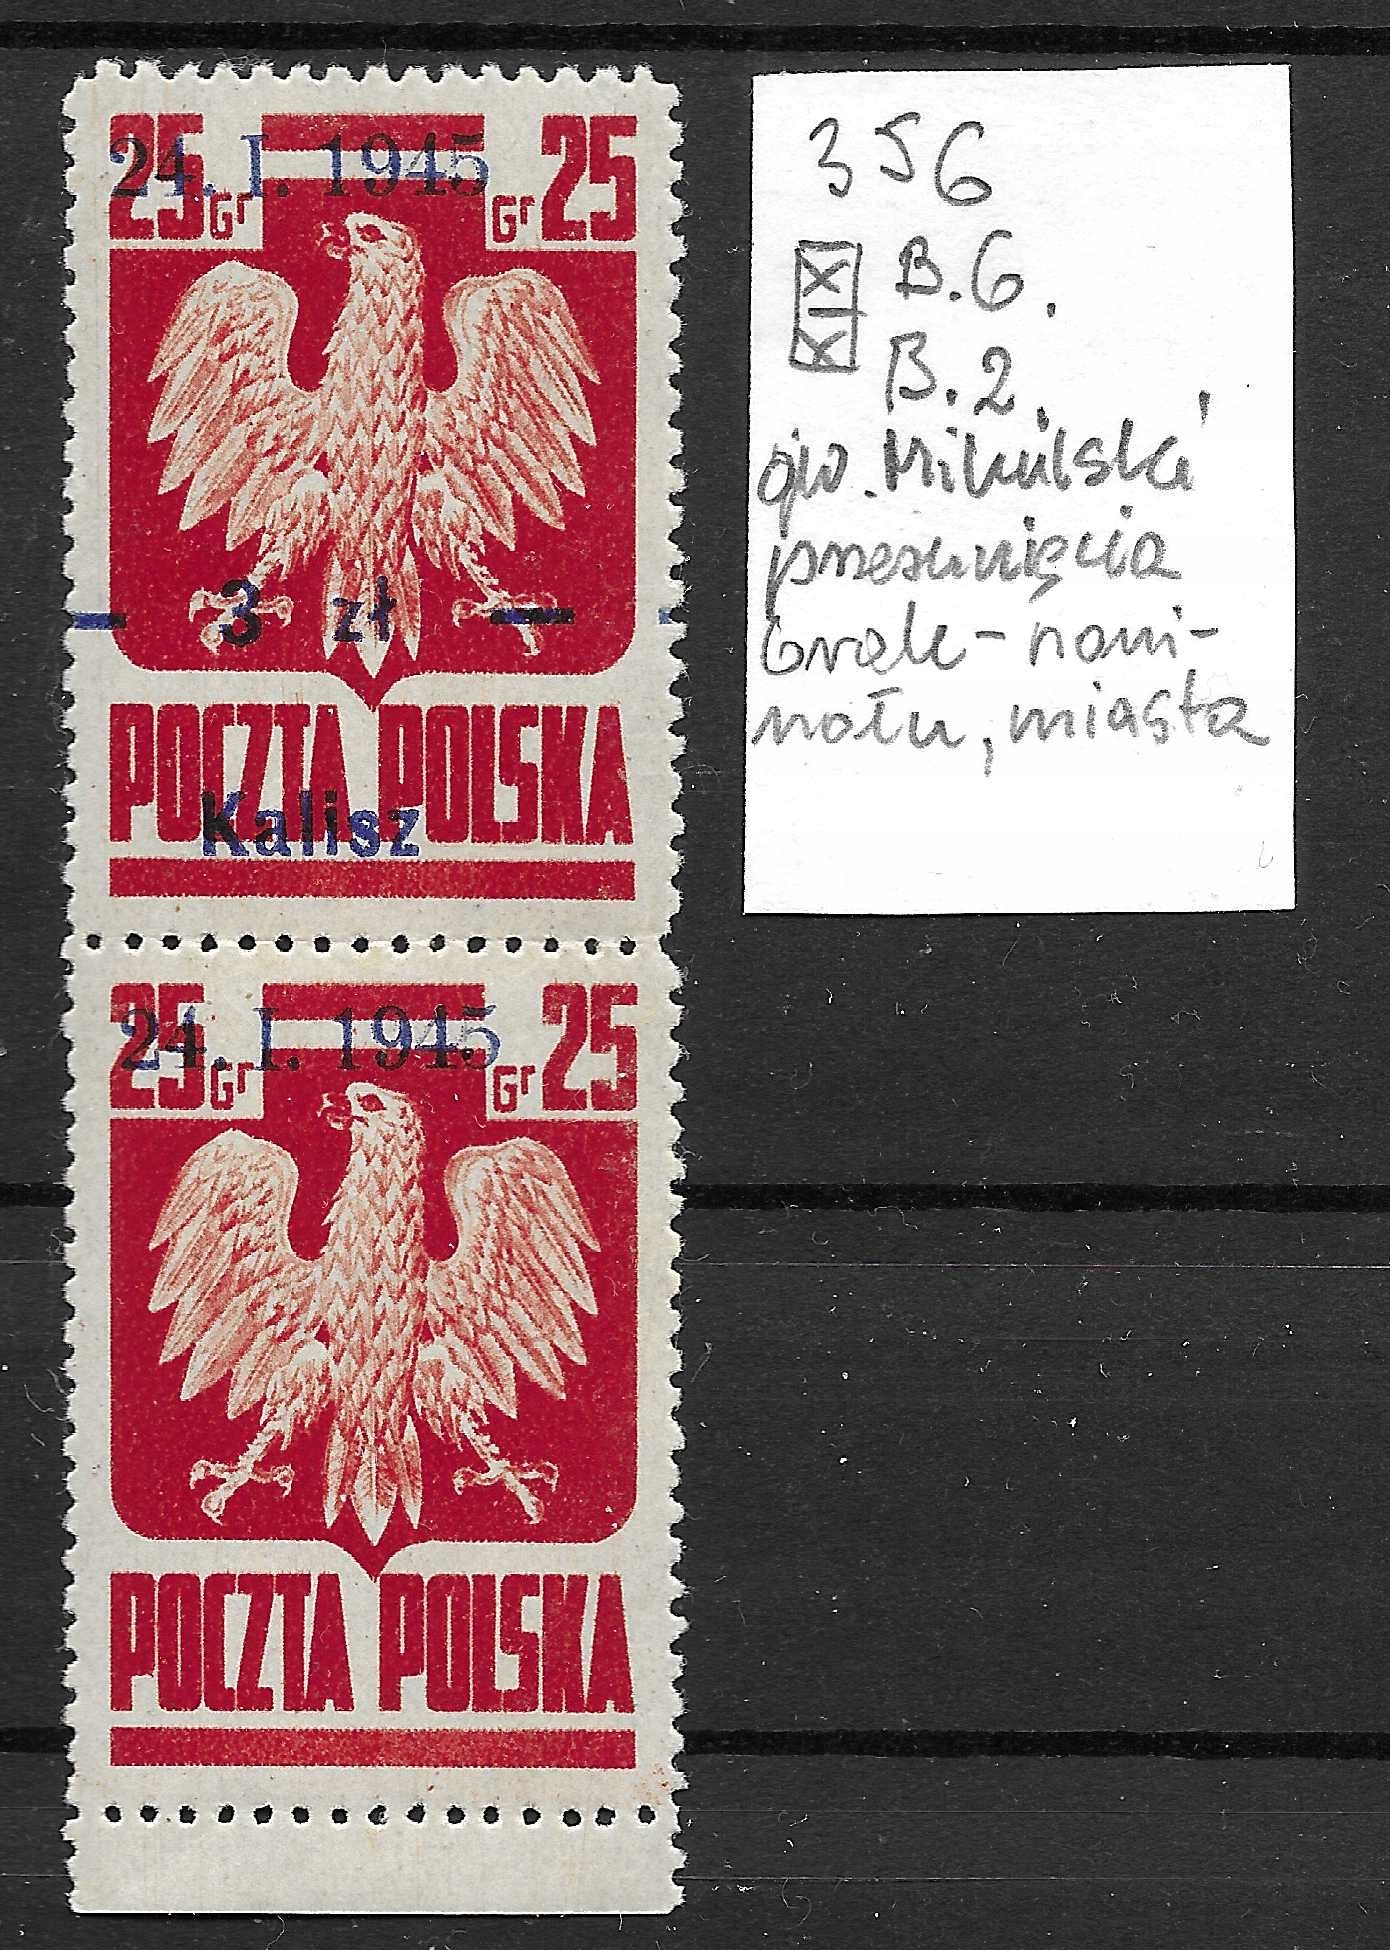 25 Gr Gr 25
24. I. 1945
3 zł
POCZTA POLSKA
Kalisz
25 Gr Gr 25
24. I. 1945
POCZTA POLSKA
356
B.6.
B.2.
gw. Mikulski
przesunięcia
brak - nomi-
nału, miasta